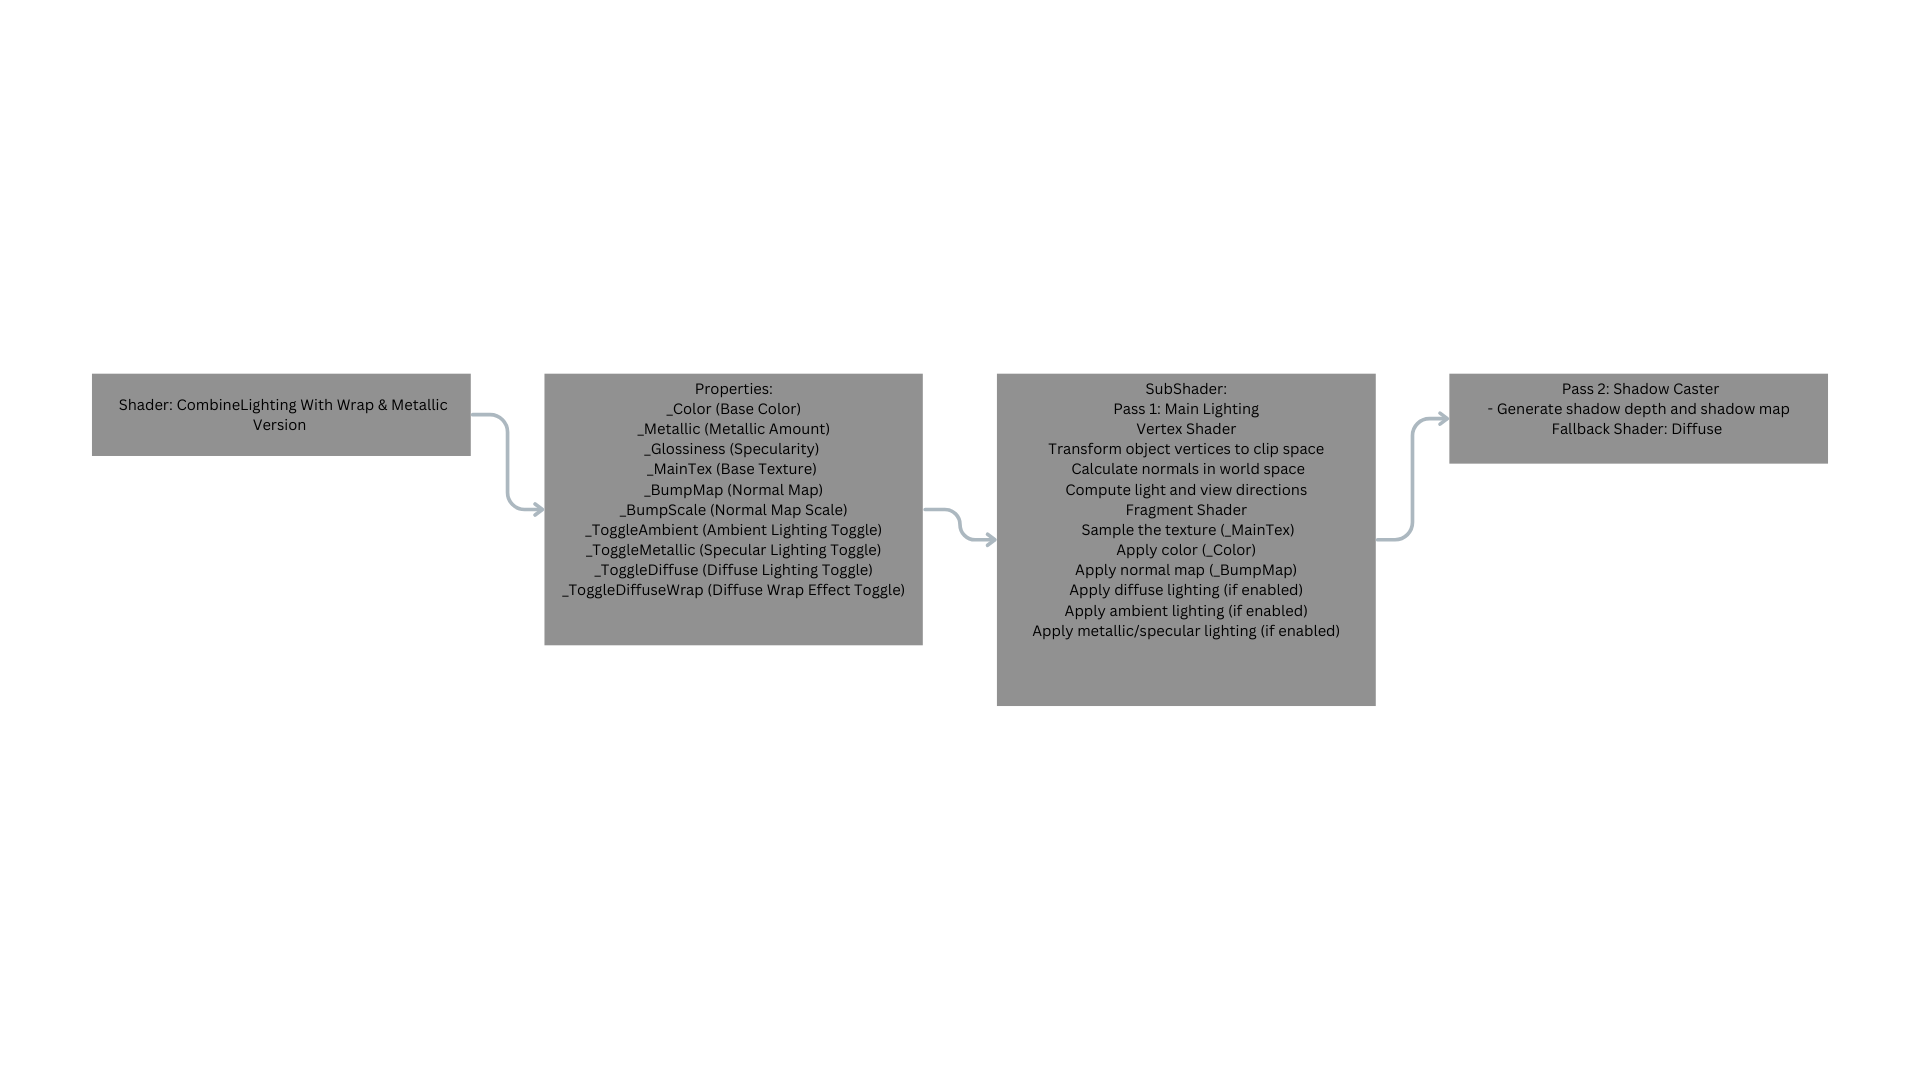 Shader: CombineLighting With Wrap & Metallic
Version
Properties:
_Color (Base Color)
_Metallic (Metallic Amount)
_Glossiness (Specularity)
_MainTex (Base Texture)
_BumpMap (Normal Map)
_BumpScale (Normal Map Scale)
_ToggleAmbient (Ambient Lighting Toggle)
_ToggleMetallic (Specular Lighting Toggle)
_ToggleDiffuse (Diffuse Lighting Toggle)
_ToggleDiffuseWrap (Diffuse Wrap Effect Toggle)
SubShader:
Pass 1: Main Lighting
Vertex Shader
Transform object vertices to clip space
Calculate normals in world space
Compute light and view directions
Fragment Shader
Sample the texture (_MainTex)
Apply color (_Color)
Apply normal map (_BumpMap)
Apply diffuse lighting (if enabled)
Apply ambient lighting (if enabled)
Apply metallic/specular lighting (if enabled)
Pass 2: Shadow Caster
- Generate shadow depth and shadow map
Fallback Shader: Diffuse